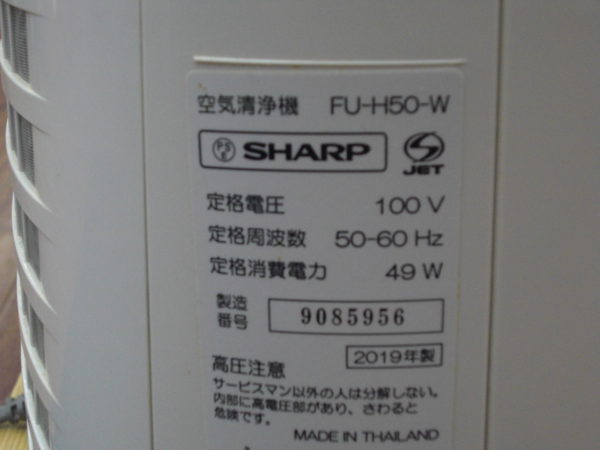 空気清浄機 FU-H50-W
PSE SHARP S JET
定格電圧 100 V
定格周波数 50-60 Hz
定格消費電力 49 W
製造番号 9085956
2019年製
高圧注意
サービスマン以外の人は分解しない。
内部に高電圧部があり、さわると
危険です。
MADE IN THAILAND